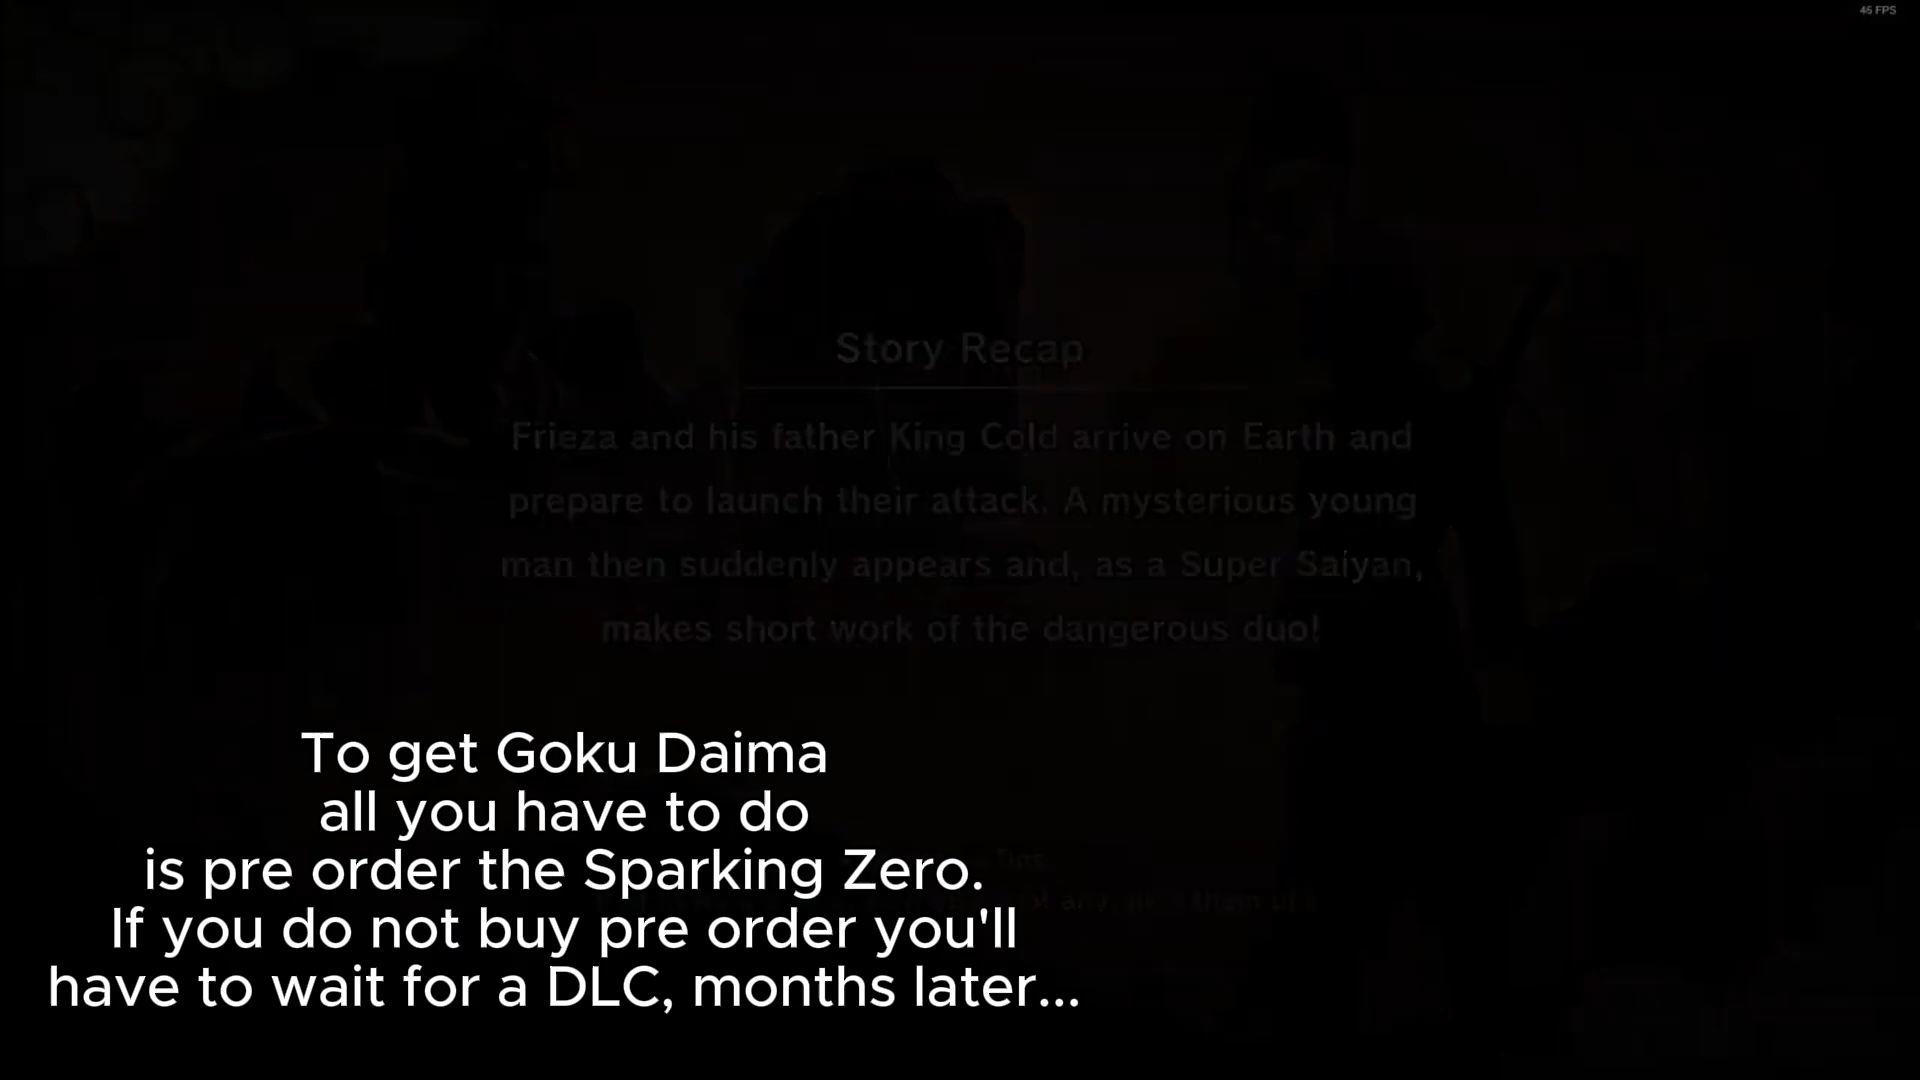 46 FPS
Story Recap
Frieza and his father King Cold arrive on Earth and
prepare to launch their attack. A mysterious young
man then suddenly appears and, as a Super Saiyan,
makes short work of the dangerous duo!
To get Goku Daima
all you have to do
is pre order the Sparking Zero.
Tips
If you do not buy pre order you'll
have to wait for a DLC, months later...